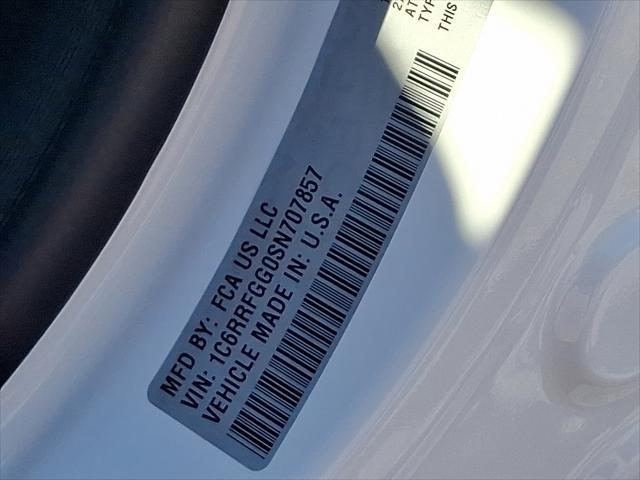 MFD BY: FCA US LLC
VIN: 1C6RRFGG0SN707857
VEHICLE MADE IN: U.S.A.
THIS